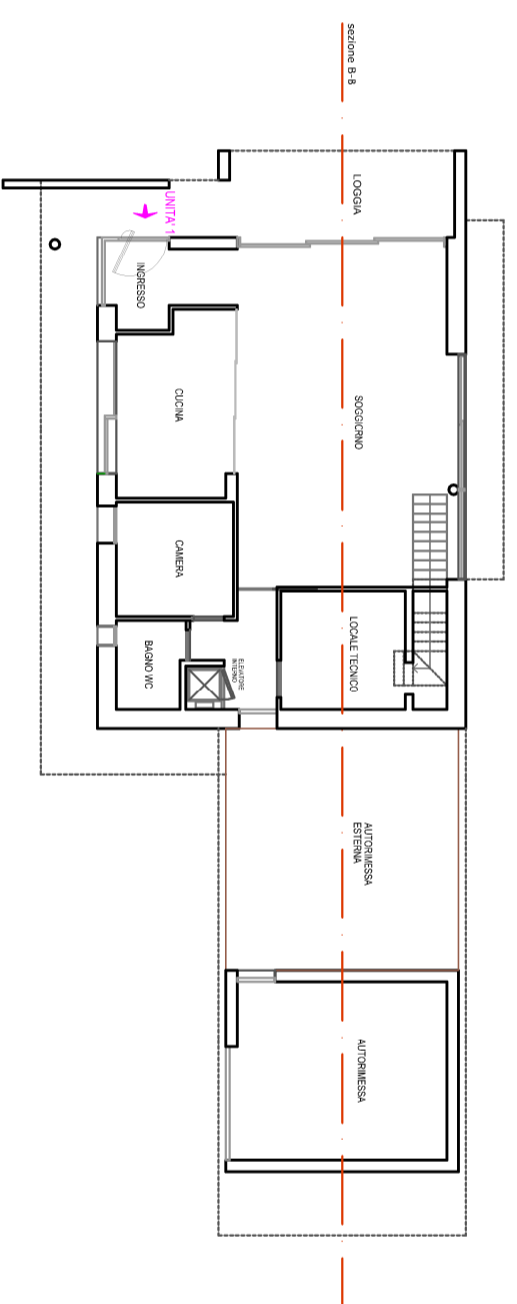 sezione B-B
LOGGIA
UNITA' 1
INGRESSO
SOGGIORNO
CUCINA
CAMERA
LOCALE TECNICO
BAGNO WC
ELEVATORE
INTERNO
AUTORIMESSA
ESTERNA
AUTORIMESSA